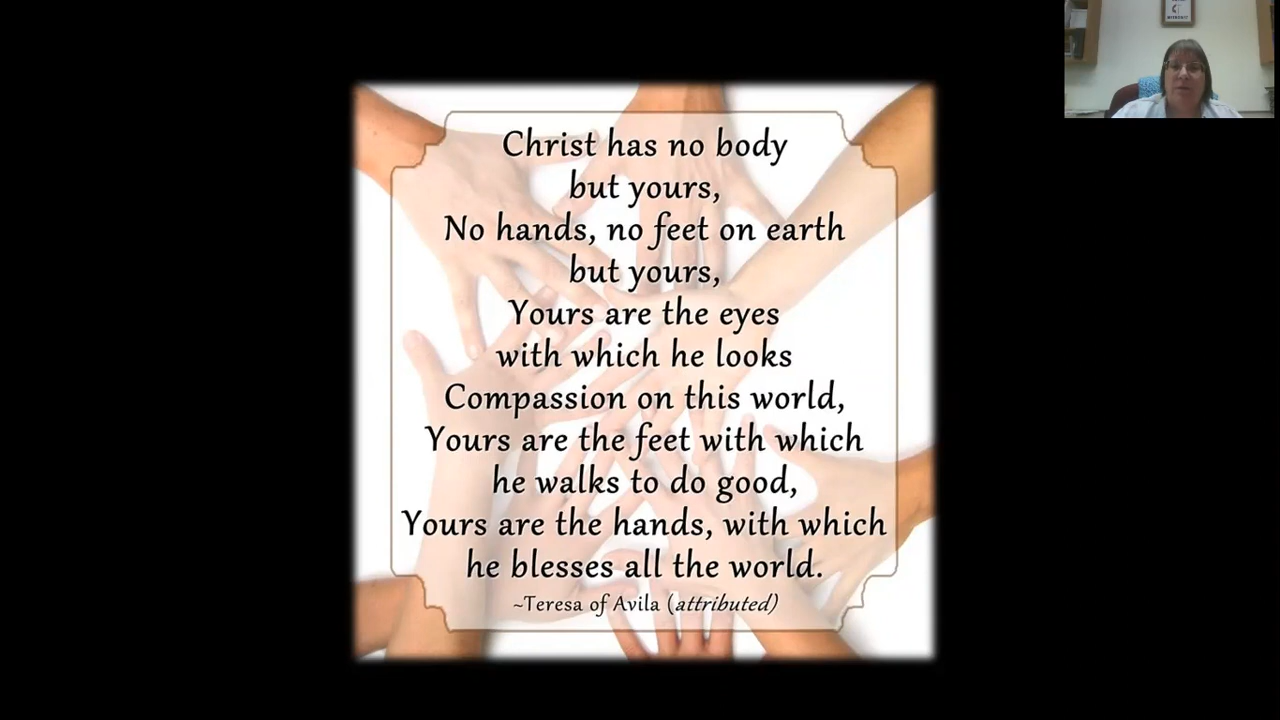 Christ has no body
but yours,
No hands, no feet on earth
but yours,
Yours are the eyes
with which he looks
Compassion on this world,
Yours are the feet with which
he walks to do good,
Yours are the hands, with which
he blesses all the world.
~Teresa of Avila (attributed)